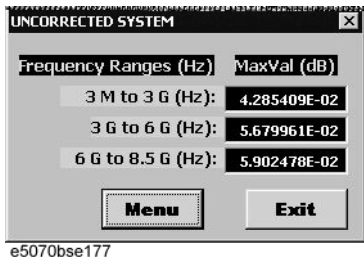 UNCORRECTED SYSTEM
Frequency Ranges (Hz) MaxVal (dB)
3 M to 3 G (Hz): 4.285409E-02
3 G to 6 G (Hz): 5.679961E-02
6 G to 8.5 G (Hz): 5.902478E-02
Menu Exit
e5070bse177